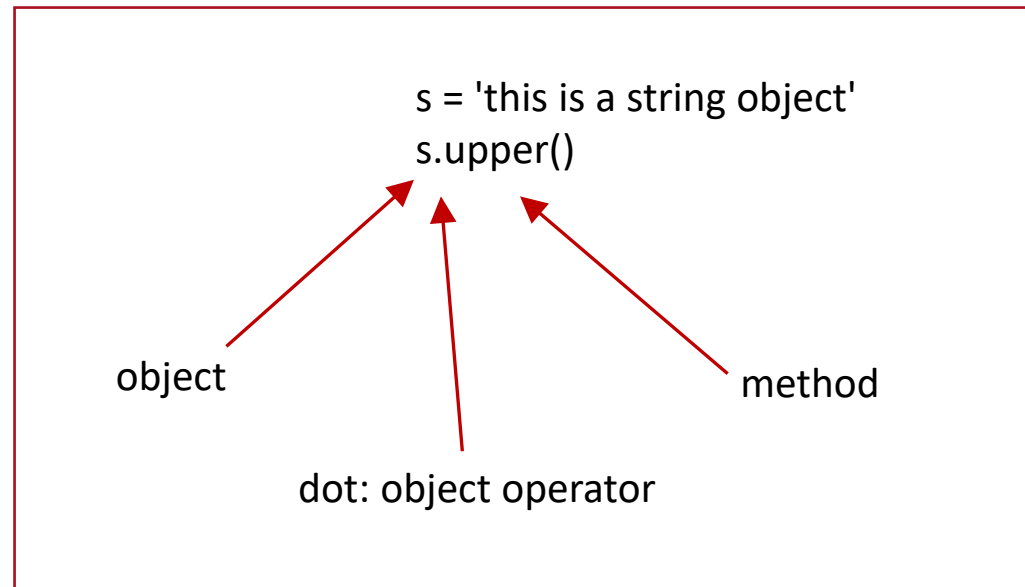 s = 'this is a string object'
s.upper()
object
method
dot: object operator